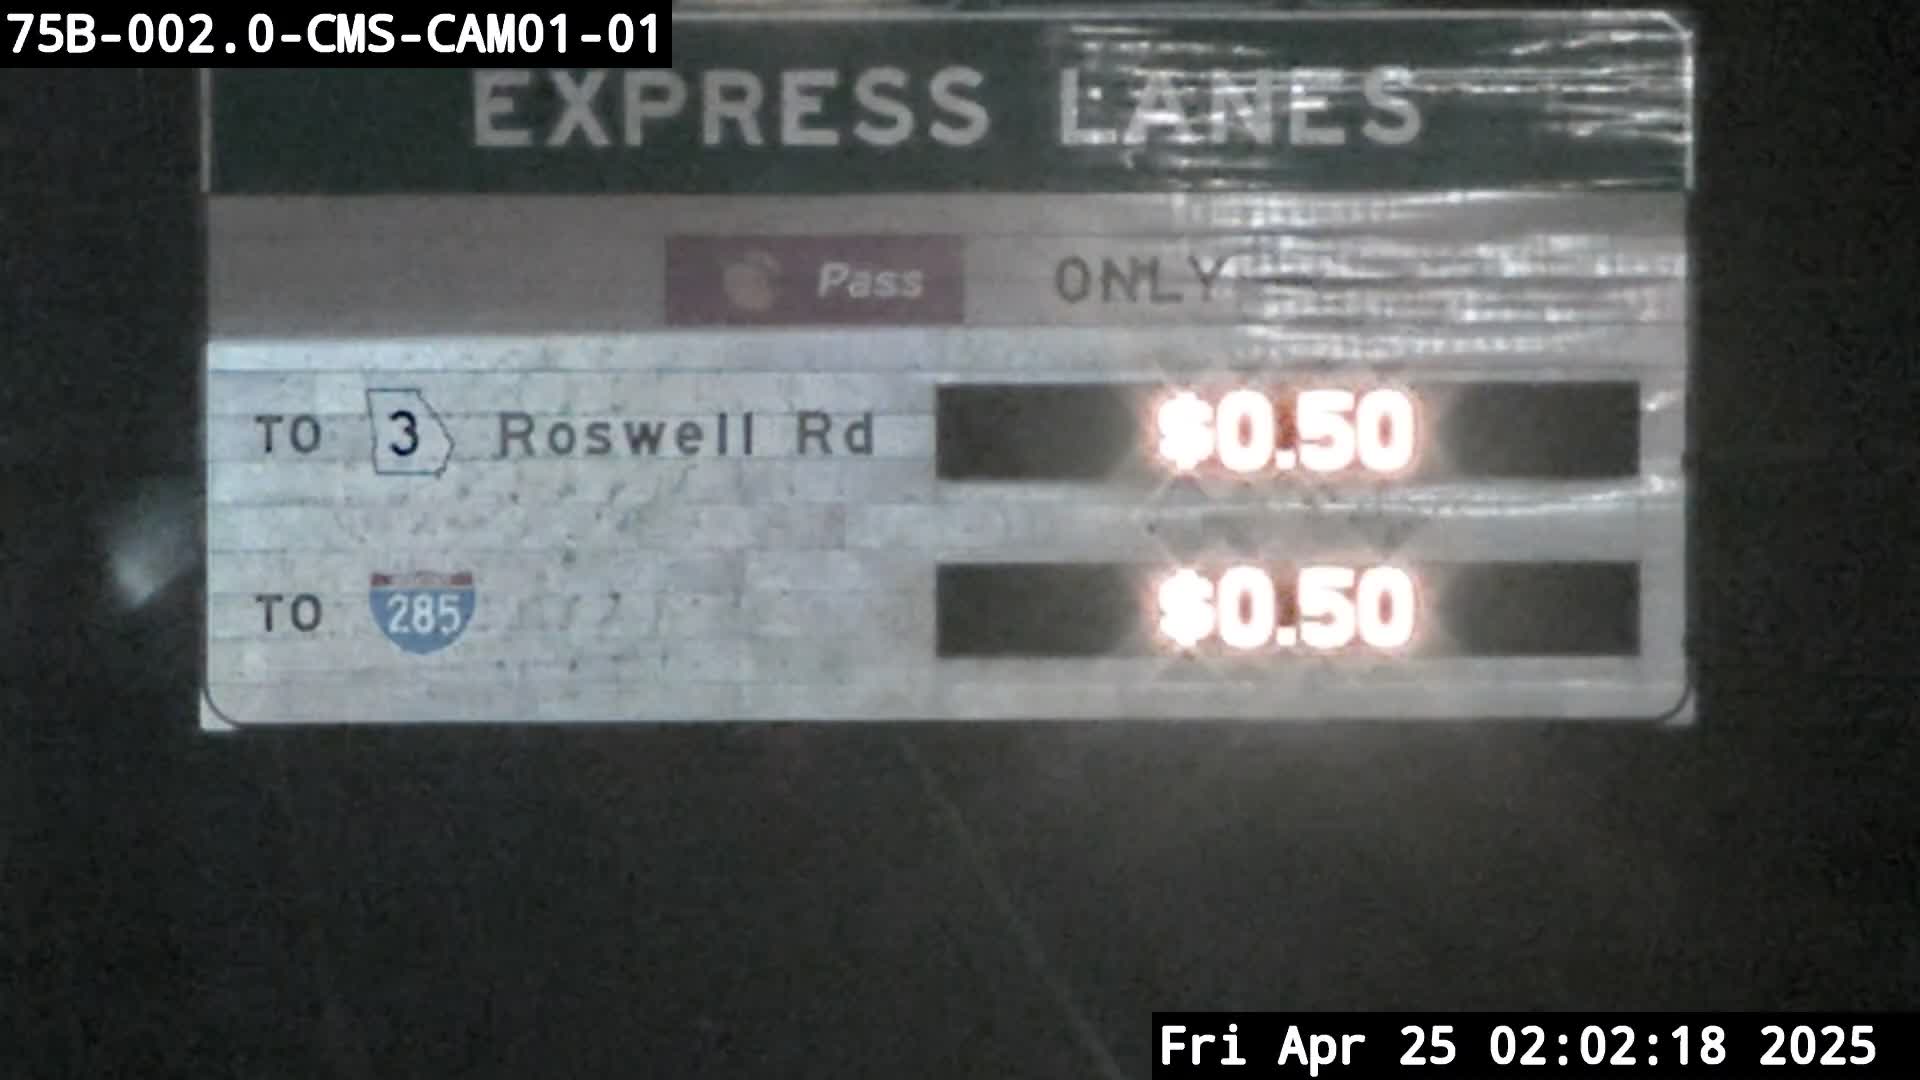 75B-002.0-CMS-CAM01-01
EXPRESS LANES
Pass ONLY
TO 3 Roswell Rd $0.50
TO 285 $0.50
Fri Apr 25 02:02:18 2025